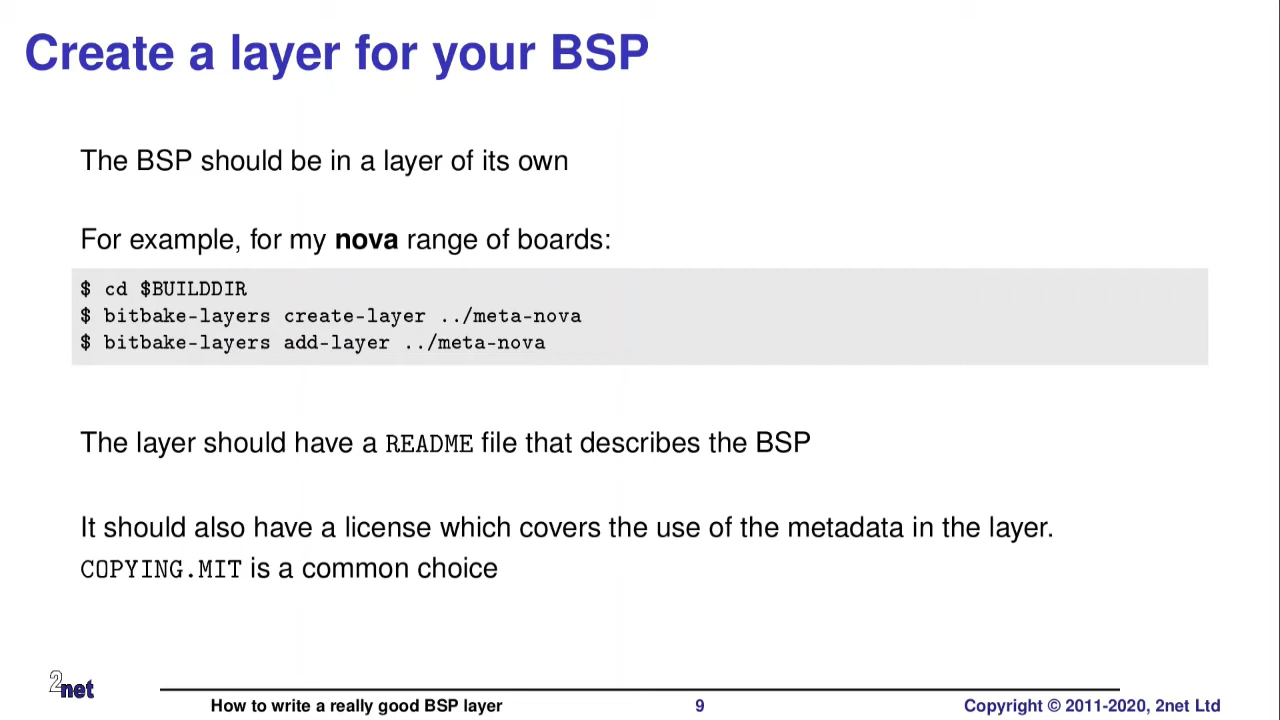 Create a layer for your BSP
The BSP should be in a layer of its own
For example, for my nova range of boards:
$ cd $BUILDDIR
$ bitbake-layers create-layer ../meta-nova
$ bitbake-layers add-layer ../meta-nova
The layer should have a README file that describes the BSP
It should also have a license which covers the use of the metadata in the layer.
COPYING.MIT is a common choice
2net
How to write a really good BSP layer
9
Copyright © 2011-2020, 2net Ltd